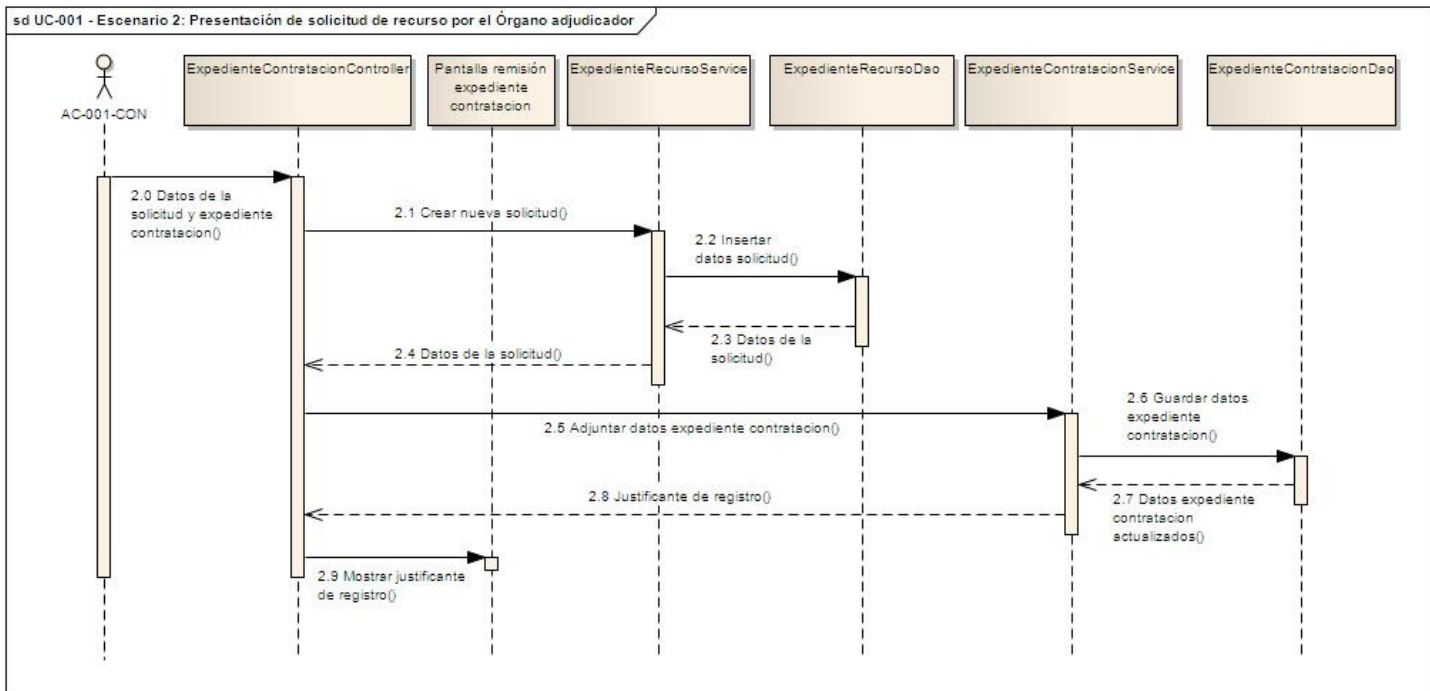 sd UC-001 - Escenario 2: Presentación de solicitud de recurso por el Órgano adjudicador
AC-001-CON
ExpedienteContratacionController
Pantalla remisión
expediente
contratacion
ExpedienteRecursoService
ExpedienteRecursoDao
ExpedienteContratacionService
ExpedienteContratacionDao
2.0 Datos de la
solicitud y expediente
contratacion()
2.1 Crear nueva solicitud()
2.2 Insertar
datos solicitud()
2.3 Datos de la
solicitud()
2.4 Datos de la solicitud()
2.5 Adjuntar datos expediente contratacion()
2.6 Guardar datos
expediente
contratacion()
2.7 Datos expediente
contratacion
actualizados()
2.8 Justificante de registro()
2.9 Mostrar justificante
de registro()